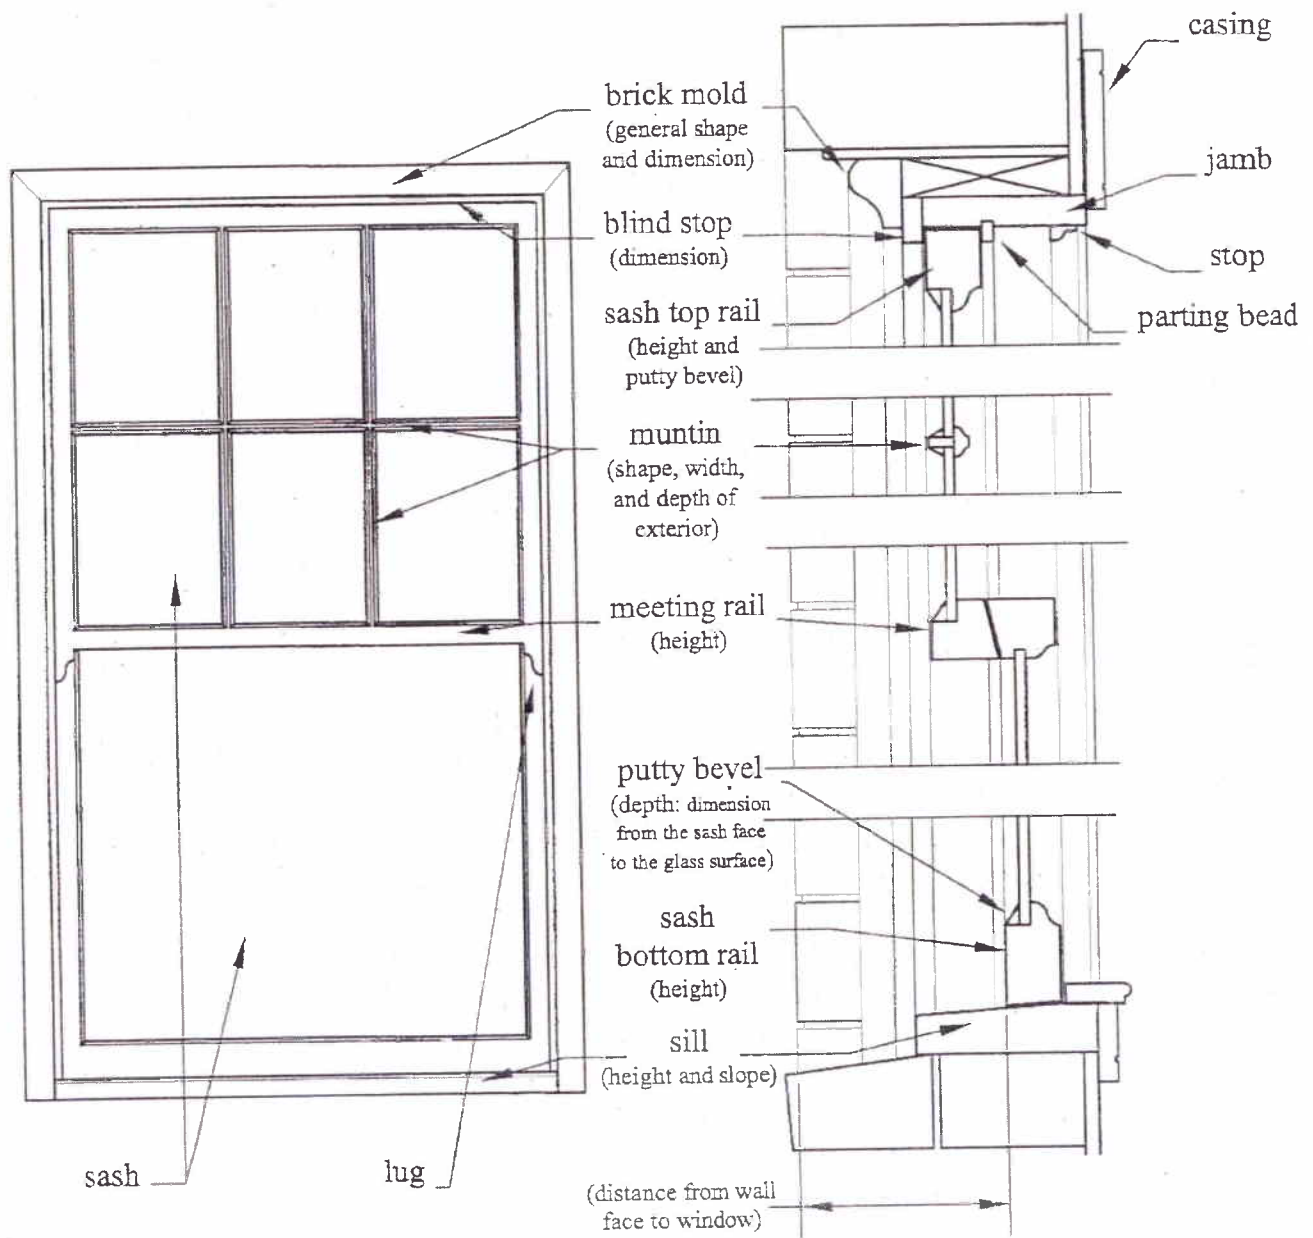 casing
brick mold
(general shape
and dimension)
jamb
blind stop
(dimension)
stop
sash top rail
(height and
putty bevel)
parting bead
muntin
(shape, width,
and depth of
exterior)
meeting rail
(height)
putty bevel
(depth: dimension
from the sash face
to the glass surface)
sash
bottom rail
(height)
sill
(height and slope)
sash
lug
(distance from wall
face to window)